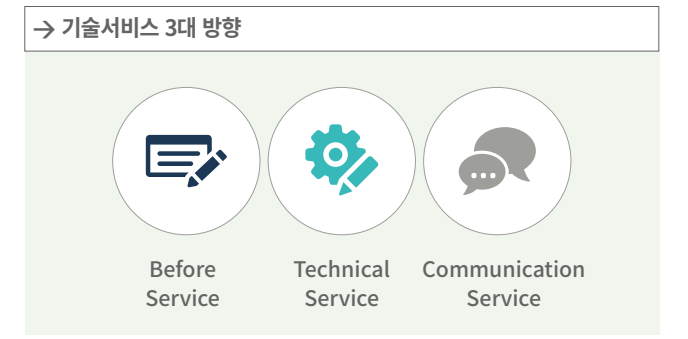 → 기술서비스 3대 방향
Before
Service
Technical
Service
Communication
Service